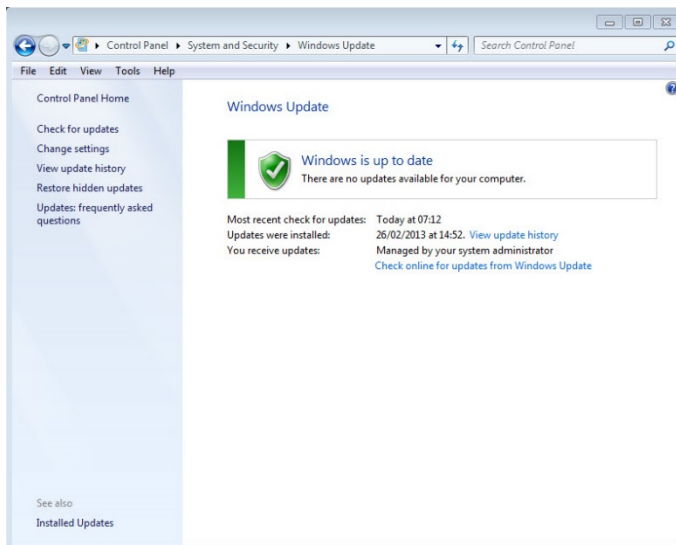 Control Panel System and Security Windows Update Search Control Panel
File Edit View Tools Help
Control Panel Home
Check for updates
Change settings
View update history
Restore hidden updates
Updates: frequently asked
questions
Windows Update
Windows is up to date
There are no updates available for your computer.
Most recent check for updates: Today at 07:12
Updates were installed: 26/02/2013 at 14:52. View update history
You receive updates: Managed by your system administrator
Check online for updates from Windows Update
See also
Installed Updates